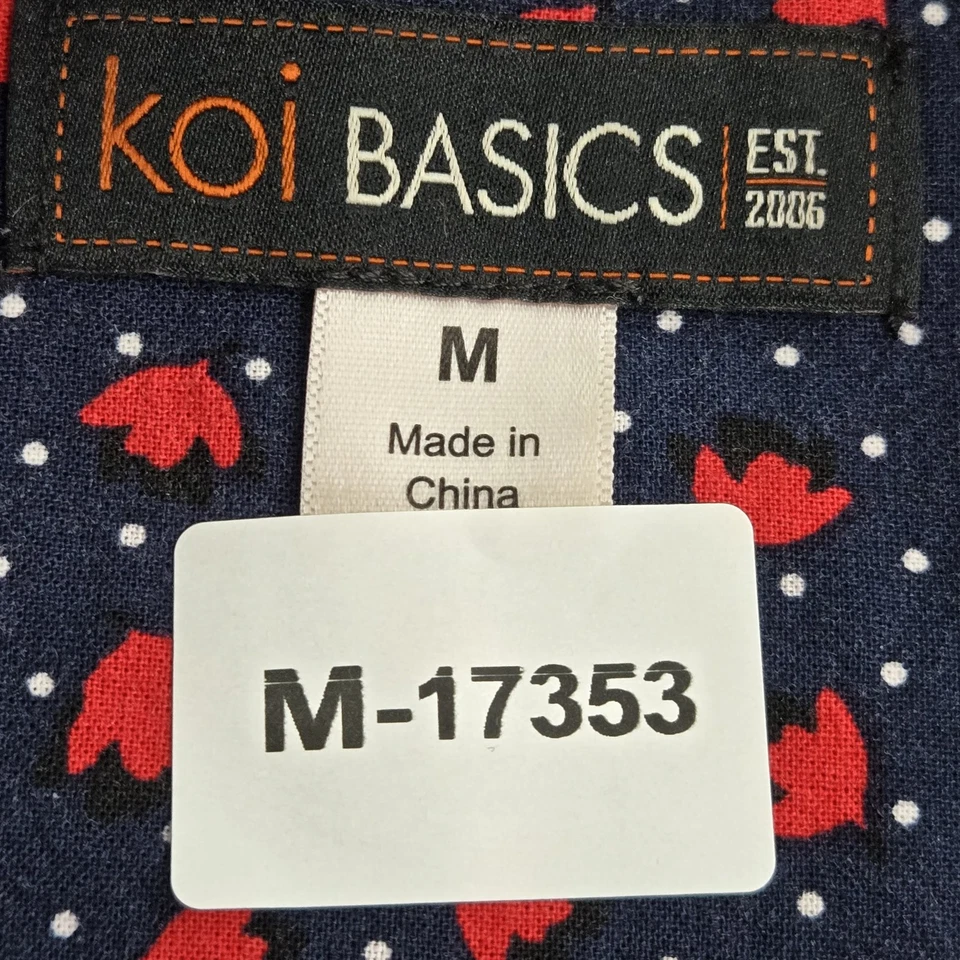 koi BASICS EST. 2006
M
Made in
China
M-17353